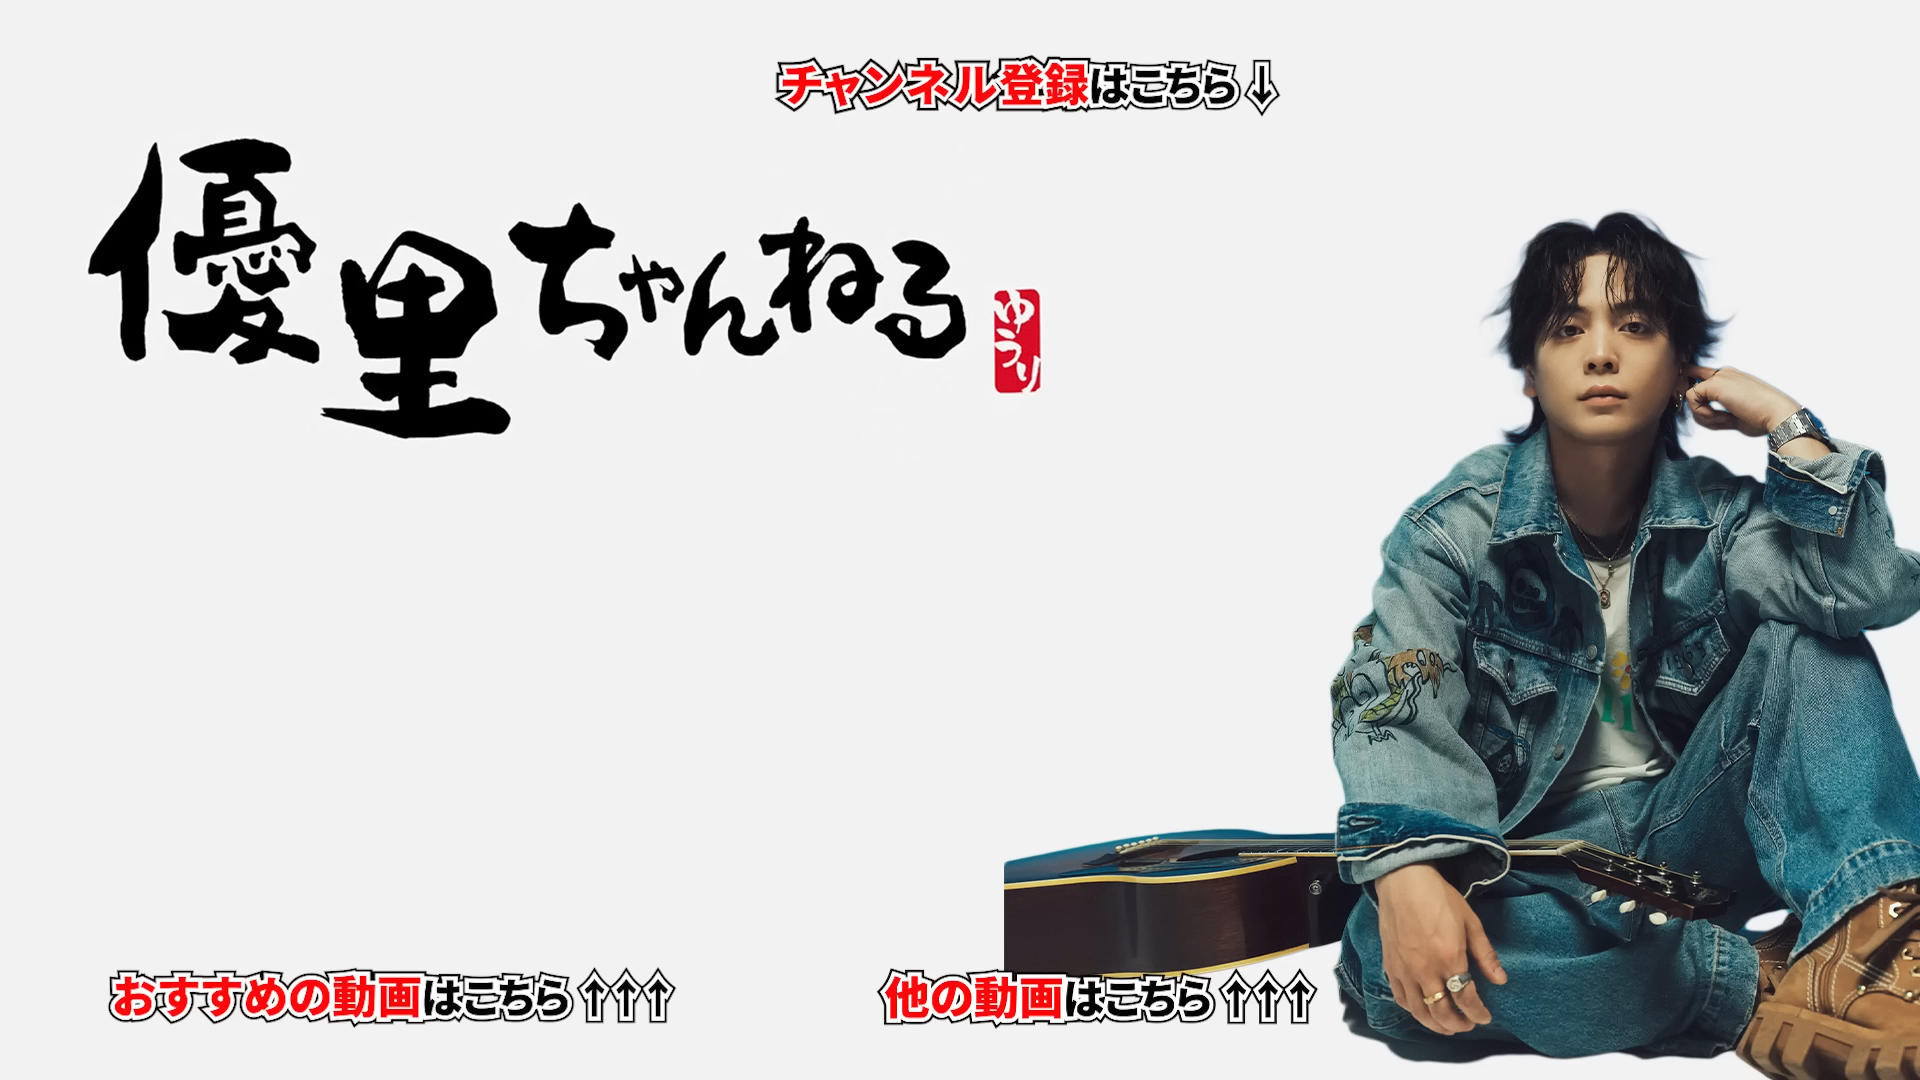 チャンネル登録はこちら↓
優里ちゃんねる
ゆうり
1965
おすすめの動画はこちら↑↑↑
他の動画はこちら↑↑↑